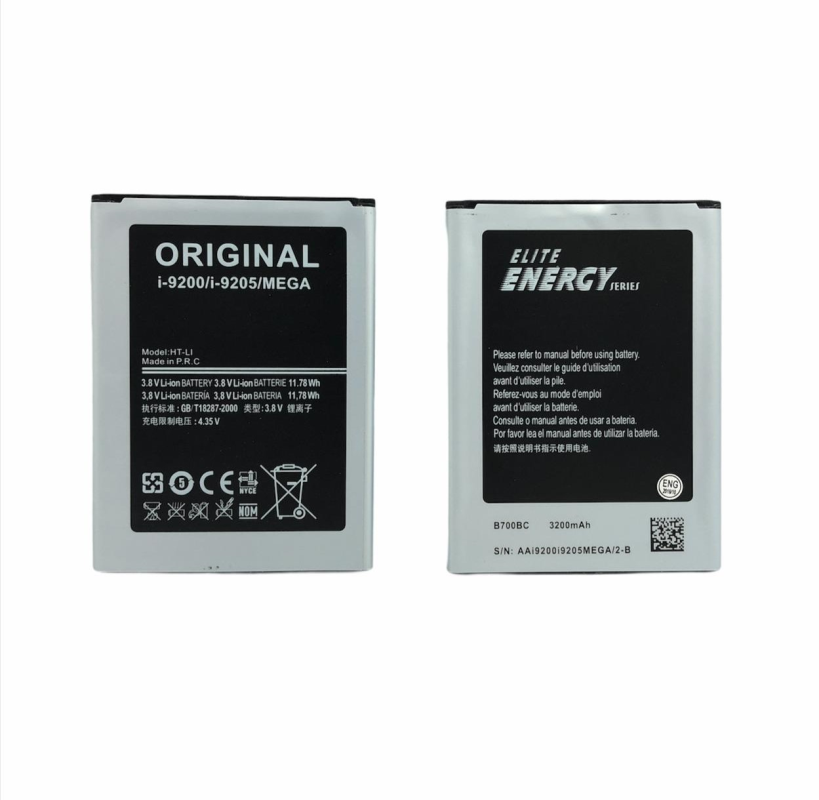 ORIGINAL
i-9200/i-9205/MEGA
Model:HT-LI
Made in P.R.C
3.8 V Li-ion BATTERY 3.8 V Li-ion BATTERIE 11.78 Wh
3,8 V Li-ion BATERÍA 3,8 V Li-ion BATERIA 11,78 Wh
执行标准: GB/T18287-2000 类型: 3.8 V 锂离子
充电限制电压: 4.35 V
5
CE
NYCE
NOM
ELITE
ENERGY SERIES
Please refer to manual before using battery.
Veuillez consulter le guide d'utilisation
avant d'utiliser la pile.
Referez-vous au mode d'emploi
avant d'utiliser la batterie.
Consulte o manual antes de usar a bateria.
Por favor lea el manual antes de utilizar la bateria.
请按照说明书指示使用电池.
ENG
B700BC 3200mAh
S/N: AAi9200i9205MEGA/2-B